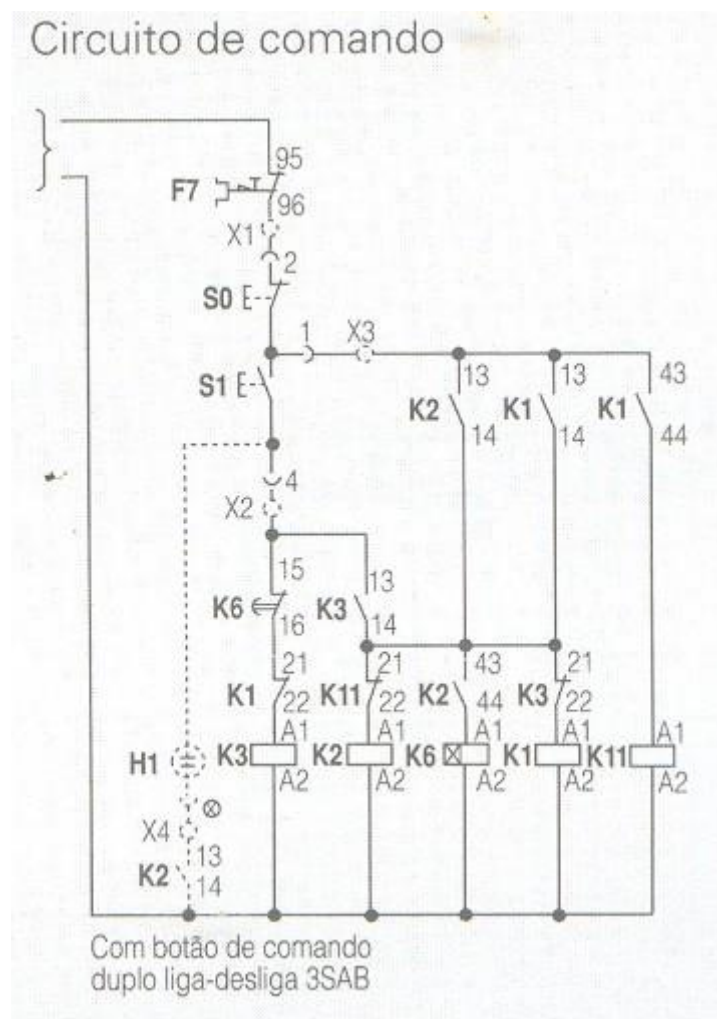 Circuito de comando
95
F7
96
X1
2
S0
1 X3
S1
13 13 43
K2 K1 K1
14 14 44
4
X2
15 13
K6 K3
16 14
21 21 43 21
K1 K11 K2 K3
22 22 44 22
A1 A1 A1 A1 A1
H1 K3 K2 K6 K1 K11
A2 A2 A2 A2 A2
X4
13
K2
14
Com botão de comando
duplo liga-desliga 3SAB